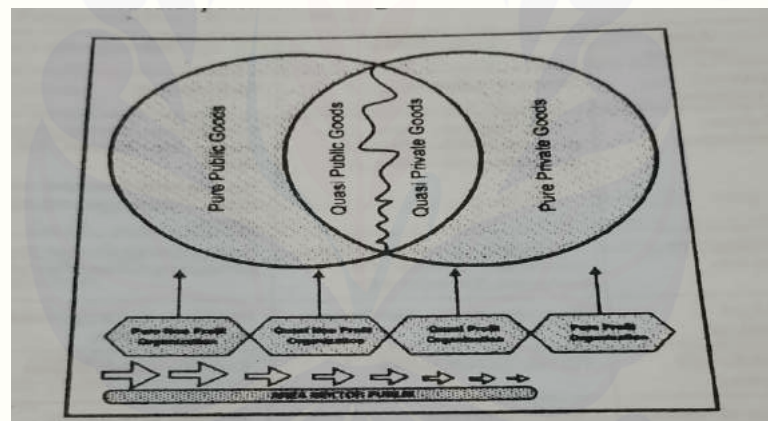 Pure Public Goods
Quasi Public Goods
Quasi Private Goods
Pure Private Goods
Pure Non Profit
Organization
Quasi Non Profit
Organization
Quasi Profit
Organization
Pure Profit
Organization
AREA SEKTOR PUBLIK